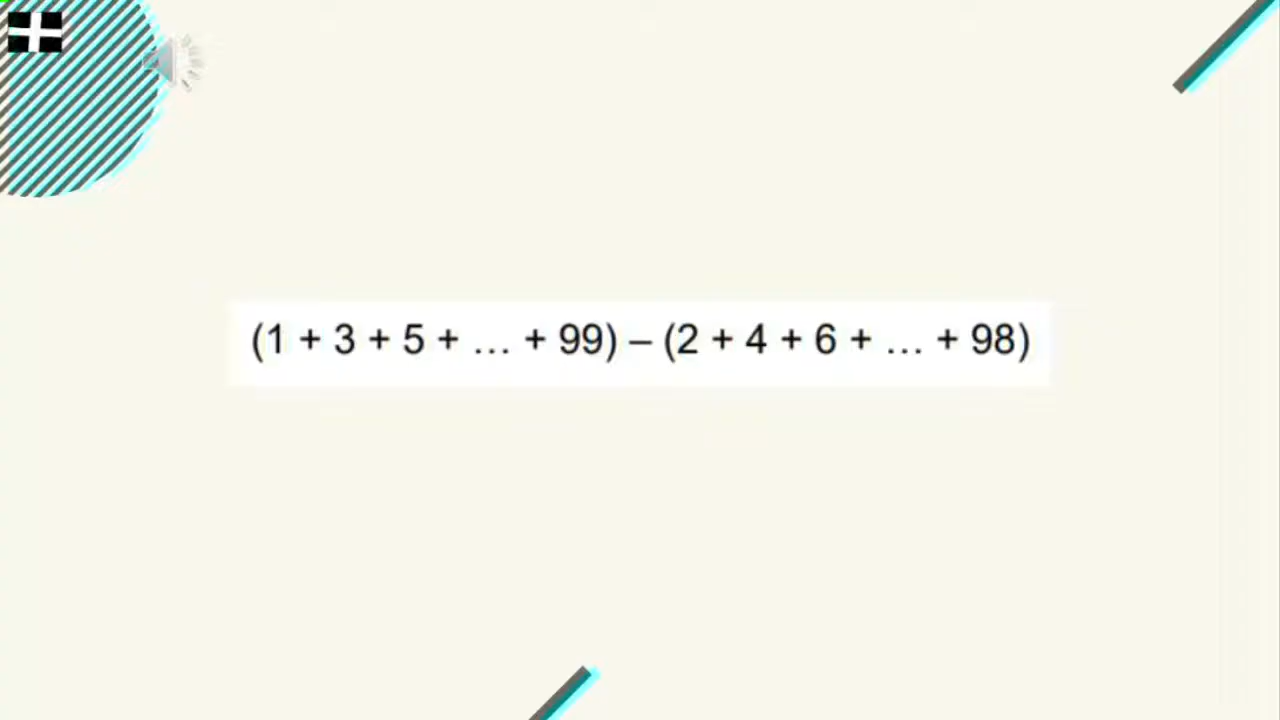 (1 + 3 + 5 + … + 99) – (2 + 4 + 6 + … + 98)